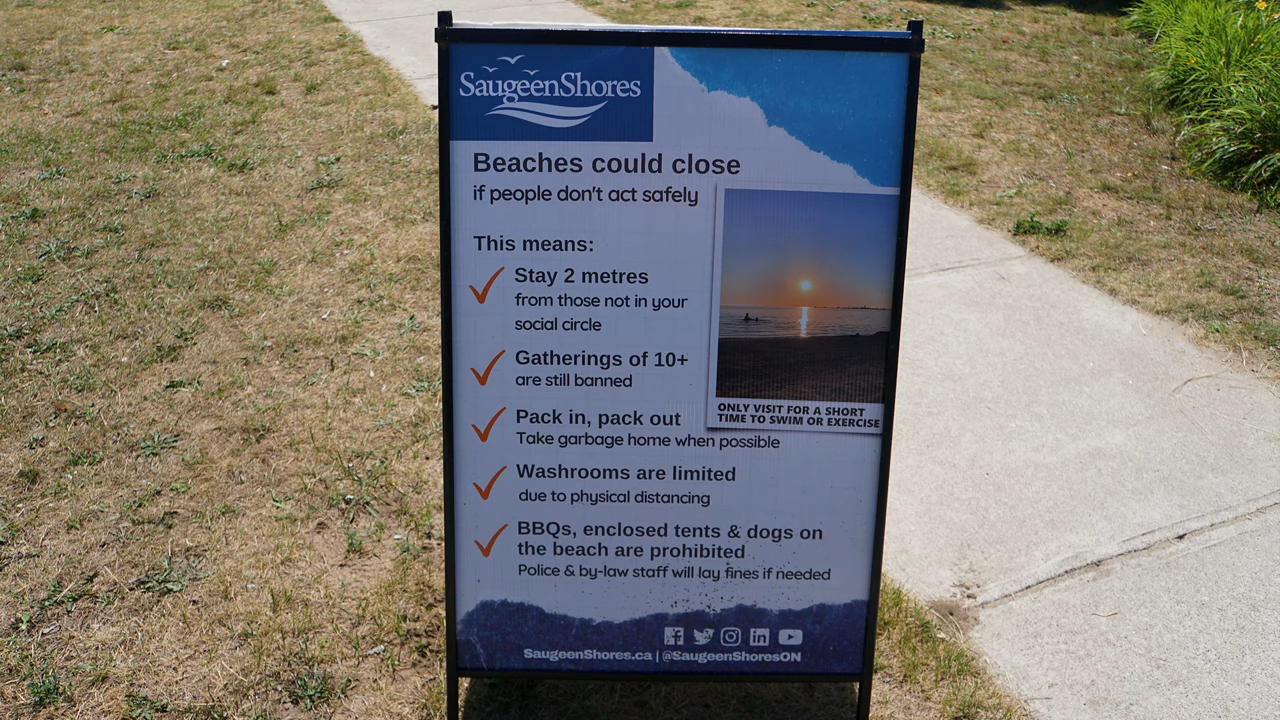 SaugeenShores
Beaches could close
if people don't act safely
This means:
Stay 2 metres
from those not in your
social circle
Gatherings of 10+
are still banned
ONLY VISIT FOR A SHORT
TIME TO SWIM OR EXERCISE
Pack in, pack out
Take garbage home when possible
Washrooms are limited
due to physical distancing
BBQs, enclosed tents & dogs on
the beach are prohibited
Police & by-law staff will lay fines if needed
SaugeenShores.ca | @SaugeenShoresON